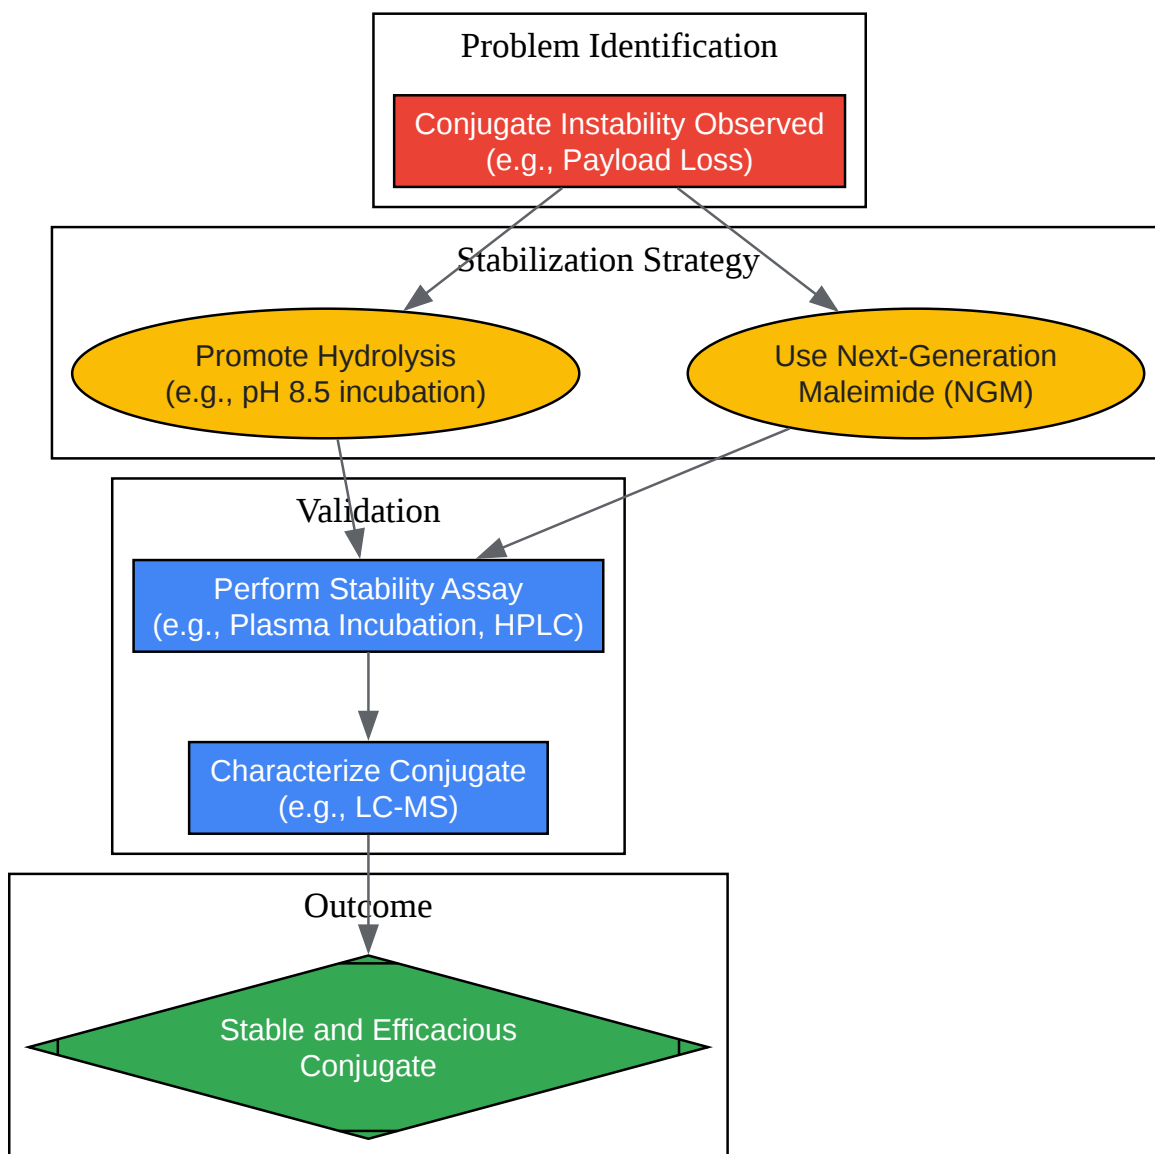 Problem Identification
Conjugate Instability Observed
(e.g., Payload Loss)
Stabilization Strategy
Promote Hydrolysis
(e.g., pH 8.5 incubation)
Use Next-Generation
Maleimide (NGM)
Validation
Perform Stability Assay
(e.g., Plasma Incubation, HPLC)
Characterize Conjugate
(e.g., LC-MS)
Outcome
Stable and Efficacious
Conjugate